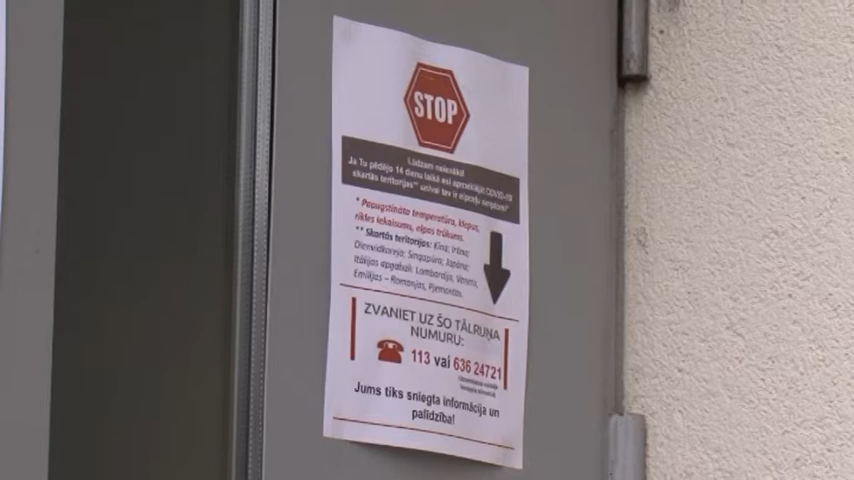 STOP
Lūdzam neienākt!
Ja Tu pēdējo 14 dienu laikā esi apmeklējis COVID-19
skartās teritorijas** un/vai tev ir elpceļu simptomi*
* Paaugstināta temperatūra, klepus,
rīkles iekaisums, elpas trūkums.
** Skartās teritorijas: Ķīna; Irāna;
Dienvidkoreja; Singapūra; Japāna;
Itālijas apgabali: Lombardija, Veneto,
Emīlijas – Romanjas, Pjemontas.
ZVANIET UZ ŠO TĀLRUŅA
NUMURU:
113 vai 636 24721
Jums tiks sniegta informācija un
palīdzība!